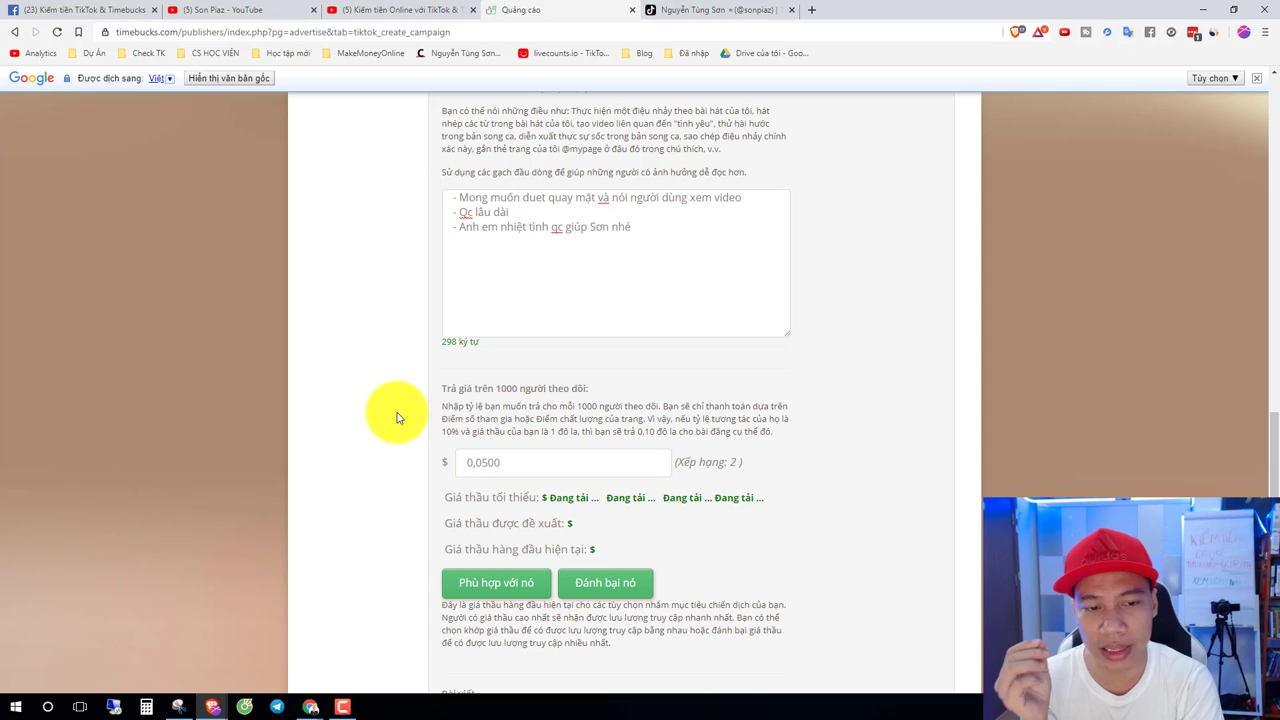 (23) Kiếm tiền TikTok & Timebucks
(5) Son Piaz - YouTube
(5) Kiếm tiền Online với TikTok & T
Quảng cáo
Nguyễn Tùng Sơn
(@sonpiaz) | T
timebucks.com/publishers/index.php?pg=advertise&tab=tiktok_create_campaign
Analytics
Dự Án
Check TK
CS HỌC VIÊN
Học tập mới
MakeMoneyOnline
Nguyễn Tùng Sơn...
livecounts.io - TikTo...
Blog
Đã nhập
Drive của tôi - Goo...
Google
Được dịch sang:
Việt
Hiển thị văn bản gốc
Tùy chọn ▼
Bạn có thể nói những điều như: Thực hiện một điệu nhảy theo bài hát của tôi, hát
nhép các từ trong bài hát của tôi, tạo video liên quan đến "tình yêu", thử hài hước
trong bản song ca, diễn xuất thực sự sốc trong bản song ca, sao chép điệu nhảy chính
xác này, gắn thẻ trang của tôi @mypage ở đâu đó trong chú thích, v.v.
Sử dụng các gạch đầu dòng để giúp những người có ảnh hưởng dễ đọc hơn.
- Mong muốn duet quay mặt và nói người dùng xem video
- Qc lâu dài
- Anh em nhiệt tình qc giúp Sơn nhé
298 ký tự
Trả giá trên 1000 người theo dõi:
Nhập tỷ lệ bạn muốn trả cho mỗi 1000 người theo dõi. Bạn sẽ chỉ thanh toán dựa trên
Điểm số tham gia hoặc Điểm chất lượng của trang. Vì vậy, nếu tỷ lệ tương tác của họ là
10% và giá thầu của bạn là 1 đô la, thì bạn sẽ trả 0,10 đô la cho bài đăng cụ thể đó.
$ 0,0500 (Xếp hạng: 2 )
Giá thầu tối thiểu: $ Đang tải ... Đang tải ... Đang tải ... Đang tải ...
Giá thầu được đề xuất: $
Giá thầu hàng đầu hiện tại: $
Phù hợp với nó
Đánh bại nó
Đây là giá thầu hàng đầu hiện tại cho các tùy chọn nhắm mục tiêu chiến dịch của bạn.
Người có giá thầu cao nhất sẽ nhận được lưu lượng truy cập nhanh nhất. Bạn có thể
chọn khớp giá thầu để có được lưu lượng truy cập bằng nhau hoặc đánh bại giá thầu
để có được lưu lượng truy cập nhiều nhất.
adidas
KIẾM TIỀN